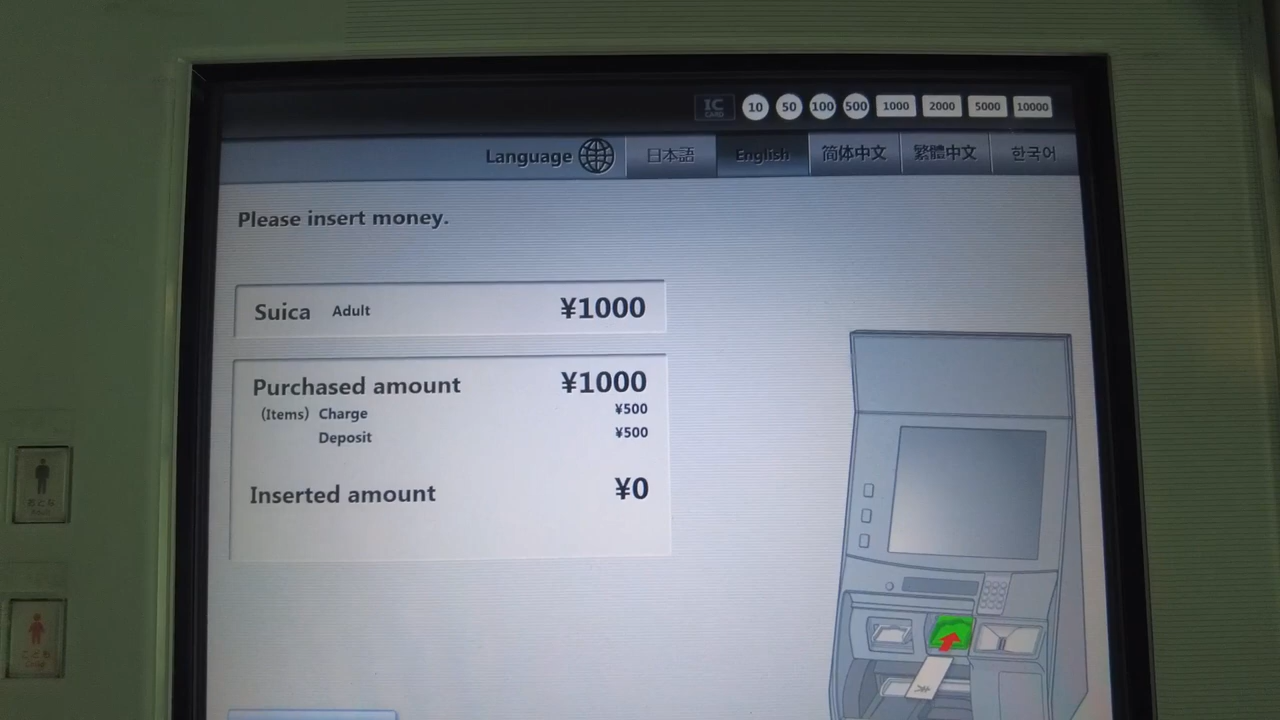 IC CARD 10 50 100 500 1000 2000 5000 10000
Language 日本語 English 简体中文 繁體中文 한국어
Please insert money.
Suica Adult ¥1000
Purchased amount ¥1000
(Items) Charge ¥500
Deposit ¥500
Inserted amount ¥0
おとな
Adult
こども
Child